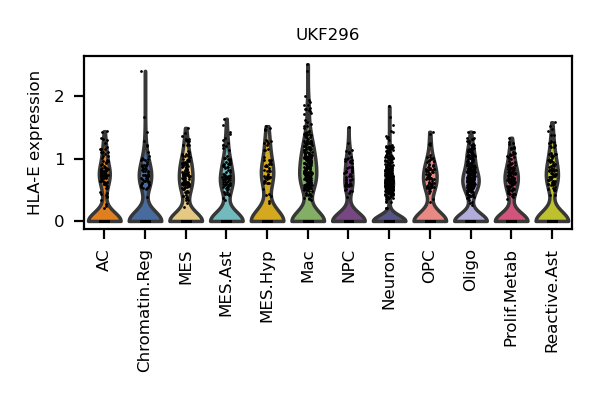 UKF296
HLA-E expression
2
1
0
AC
Chromatin.Reg
MES
MES.Ast
MES.Hyp
Mac
NPC
Neuron
OPC
Oligo
Prolif.Metab
Reactive.Ast